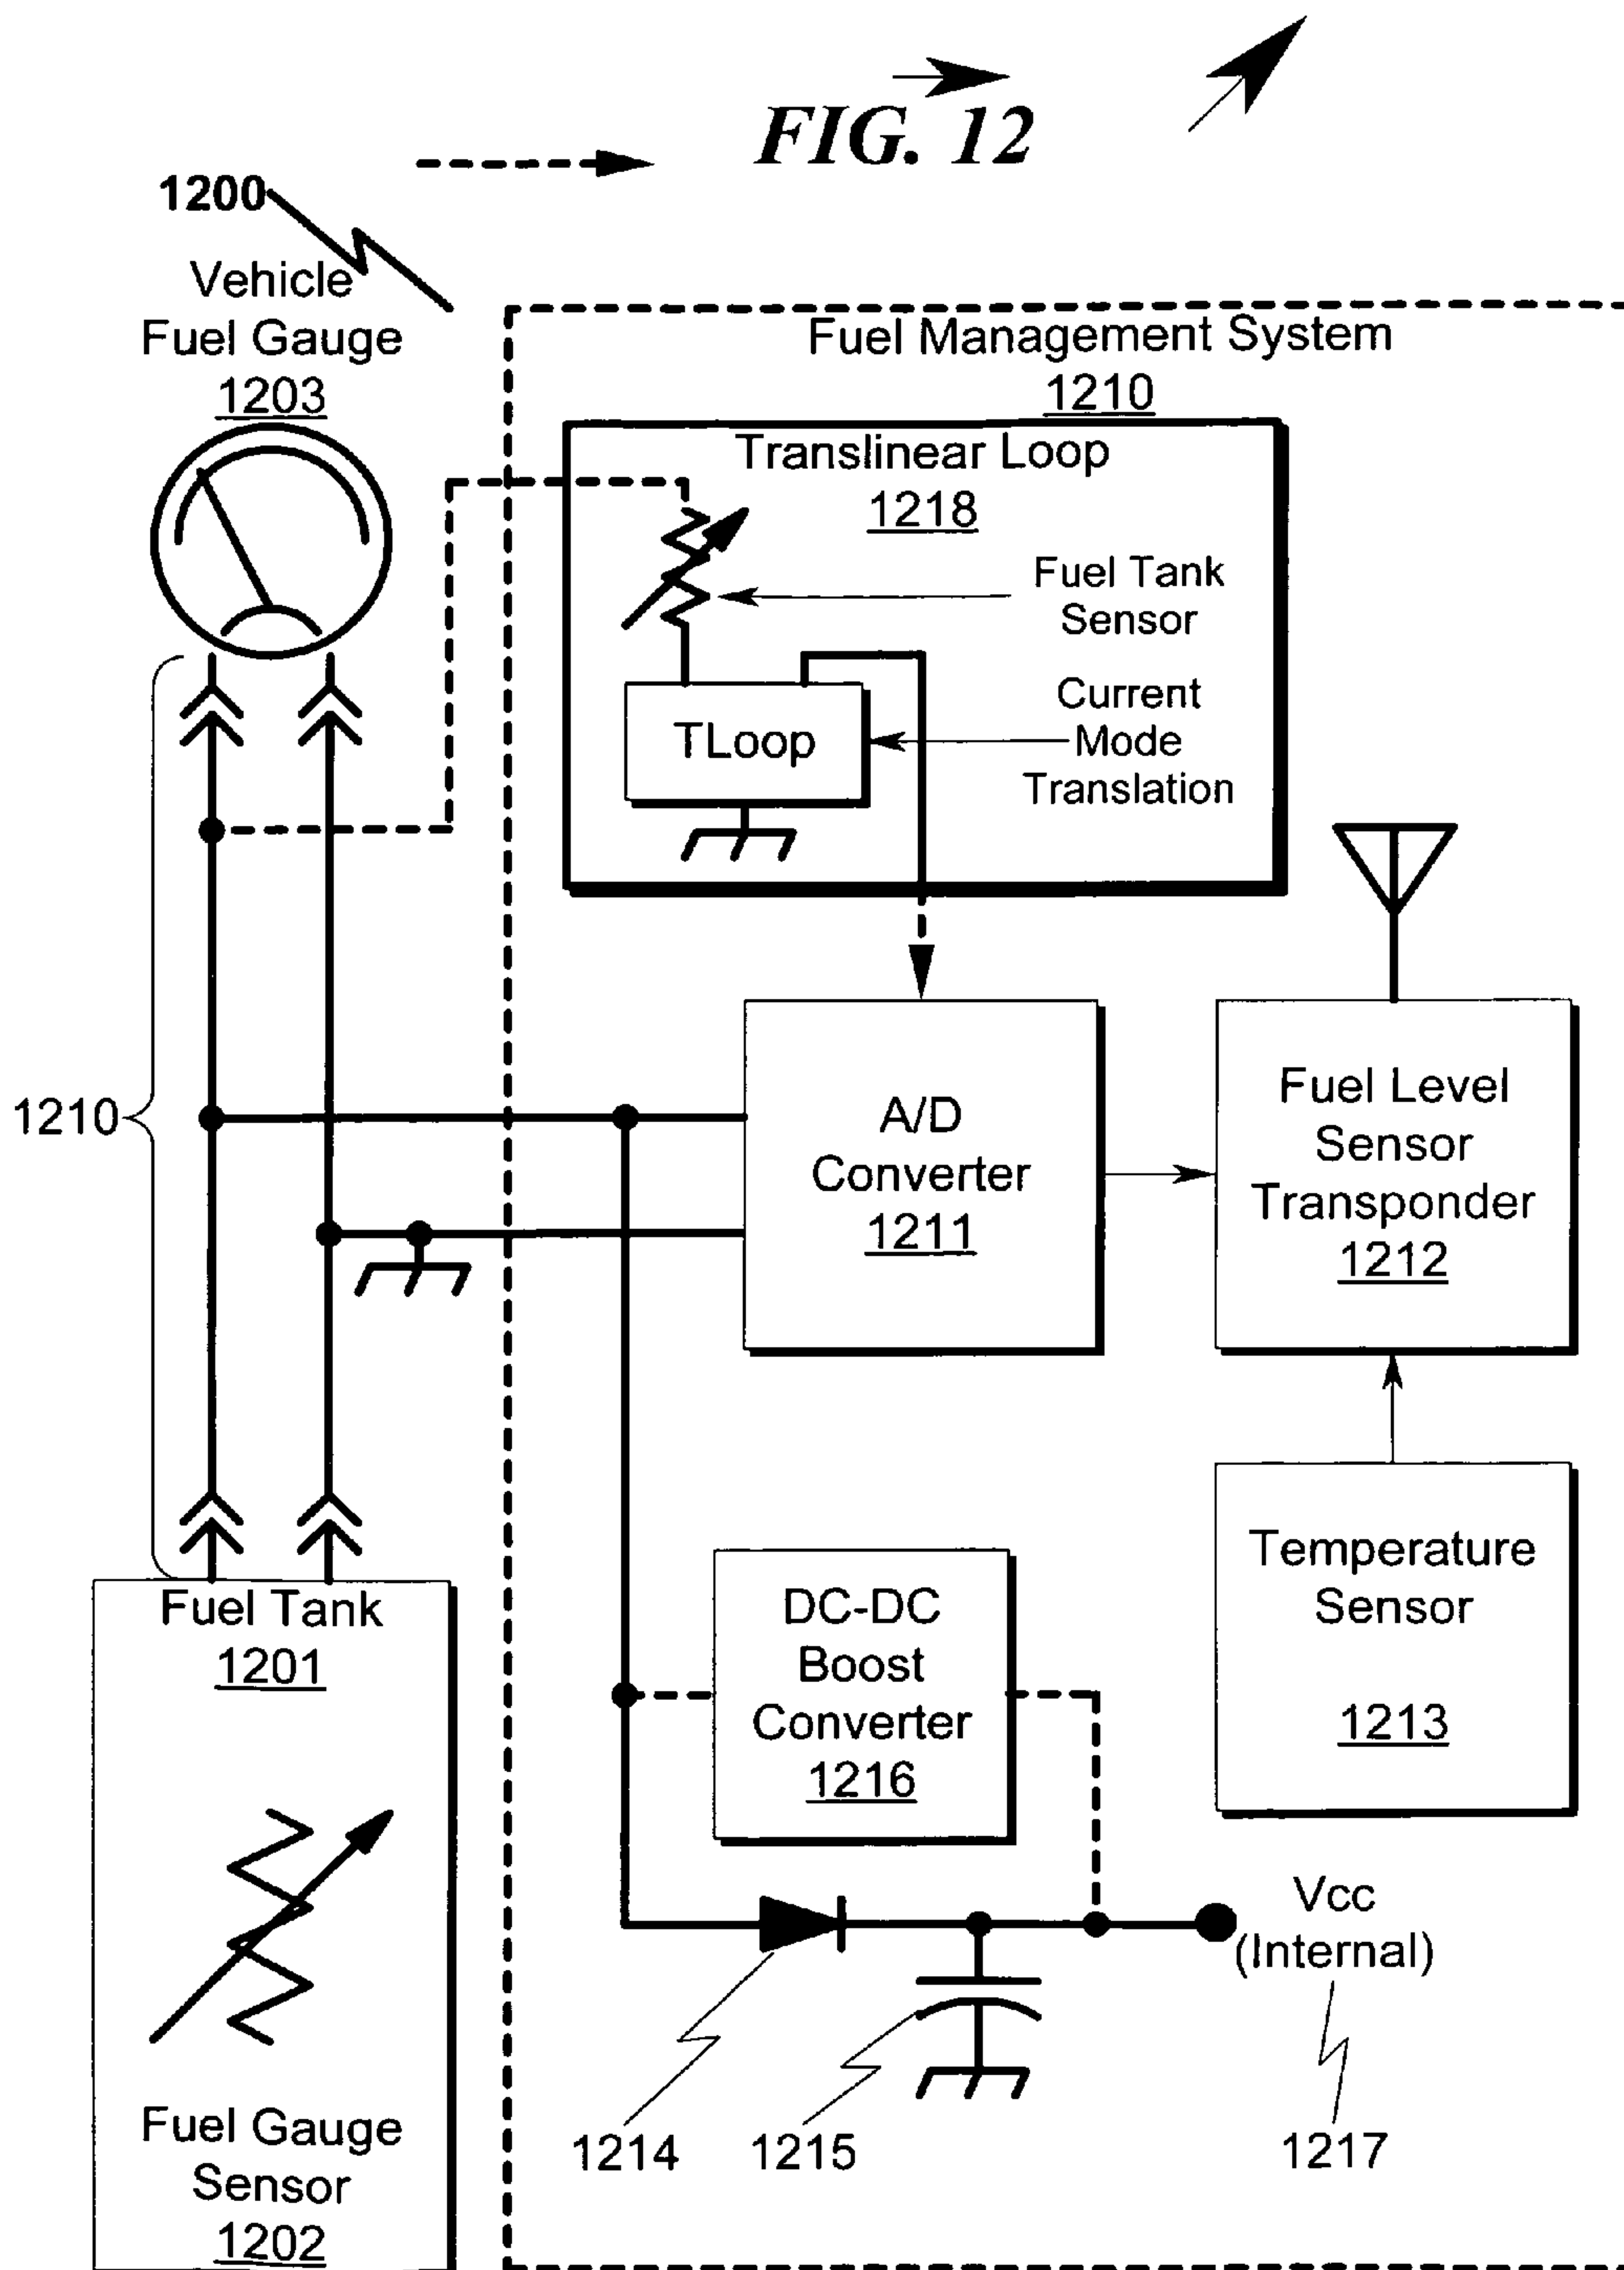 FIG. 12
1200
Vehicle
Fuel Gauge
1203
Fuel Management System
1210
Translinear Loop
1218
Fuel Tank
Sensor
Current
Mode
Translation
TLoop
1210
A/D
Converter
1211
Fuel Level
Sensor
Transponder
1212
Fuel Tank
1201
DC-DC
Boost
Converter
1216
Temperature
Sensor
1213
Vcc
(Internal)
Fuel Gauge
Sensor
1202
1214
1215
1217